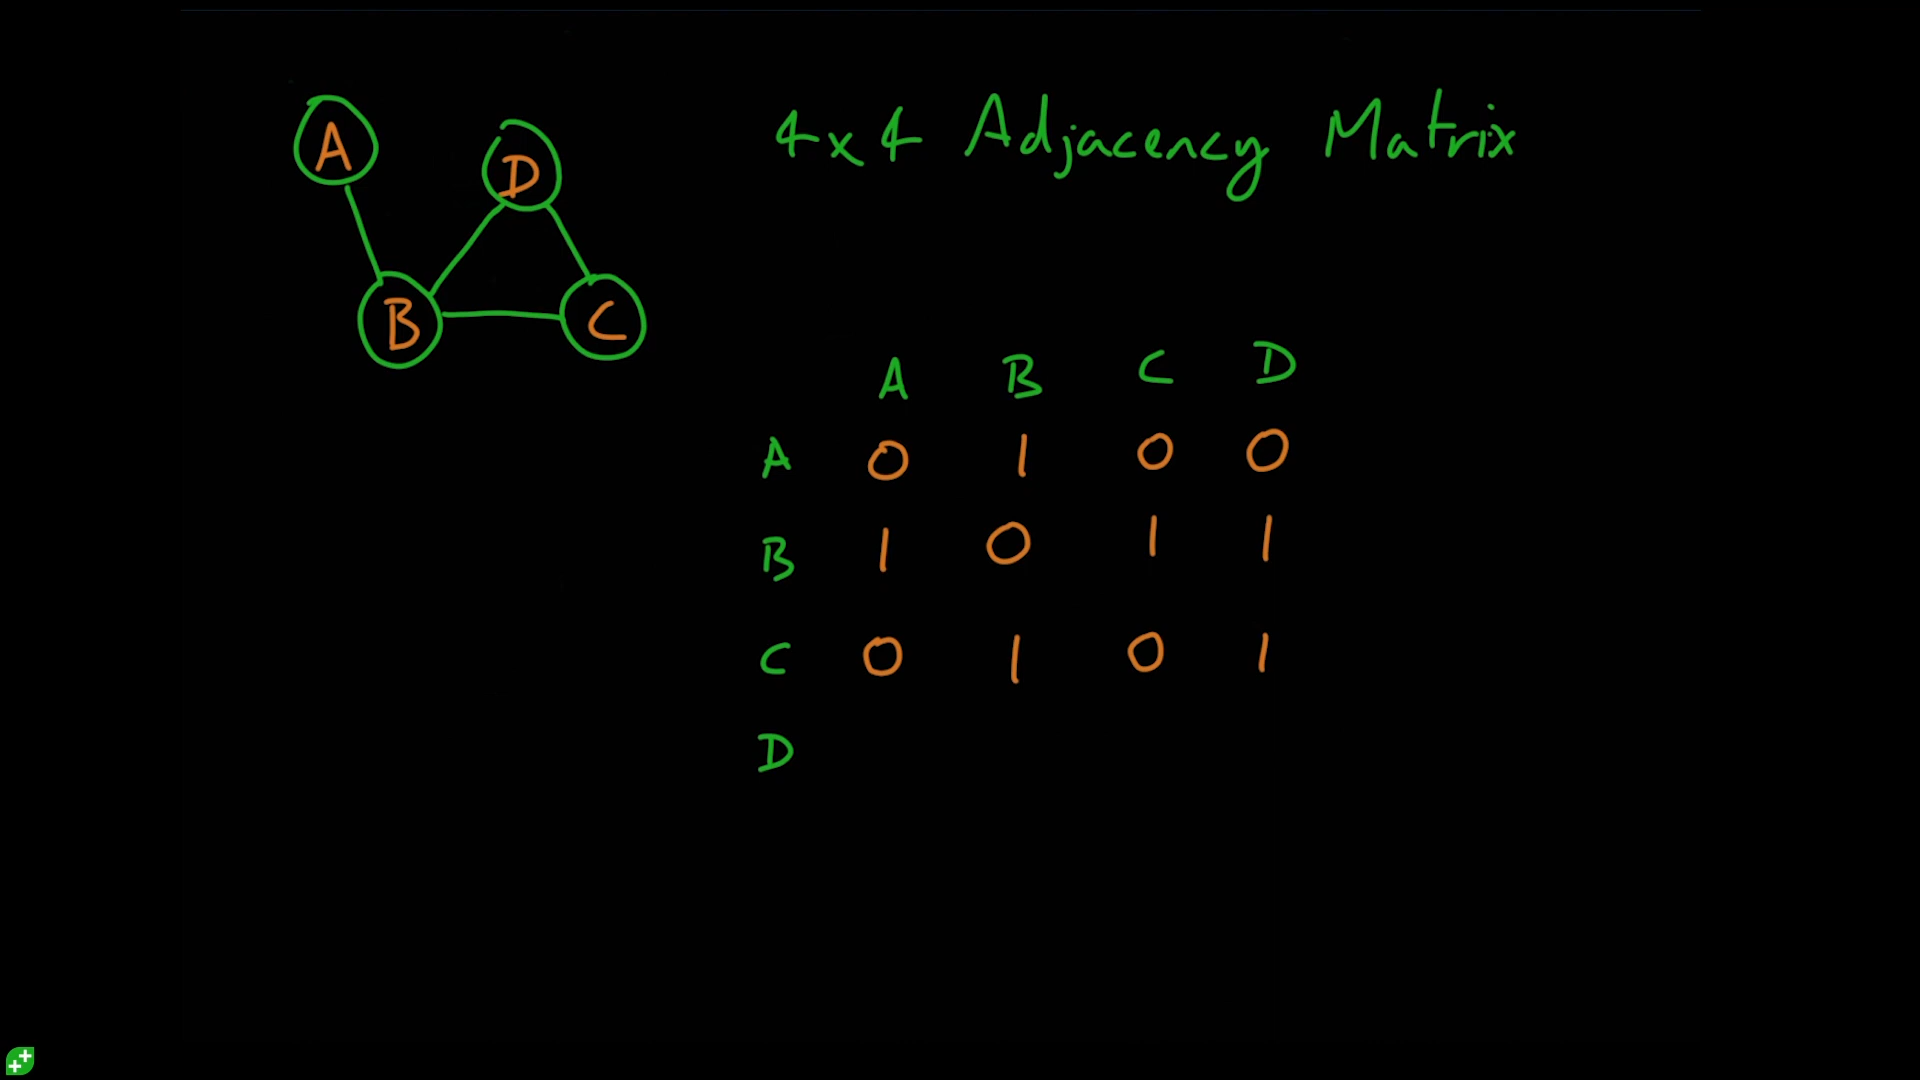 4x4 Adjacency Matrix
A
D
B
C
A B C D
A 0 1 0 0
B 1 0 1 1
C 0 1 0 1
D